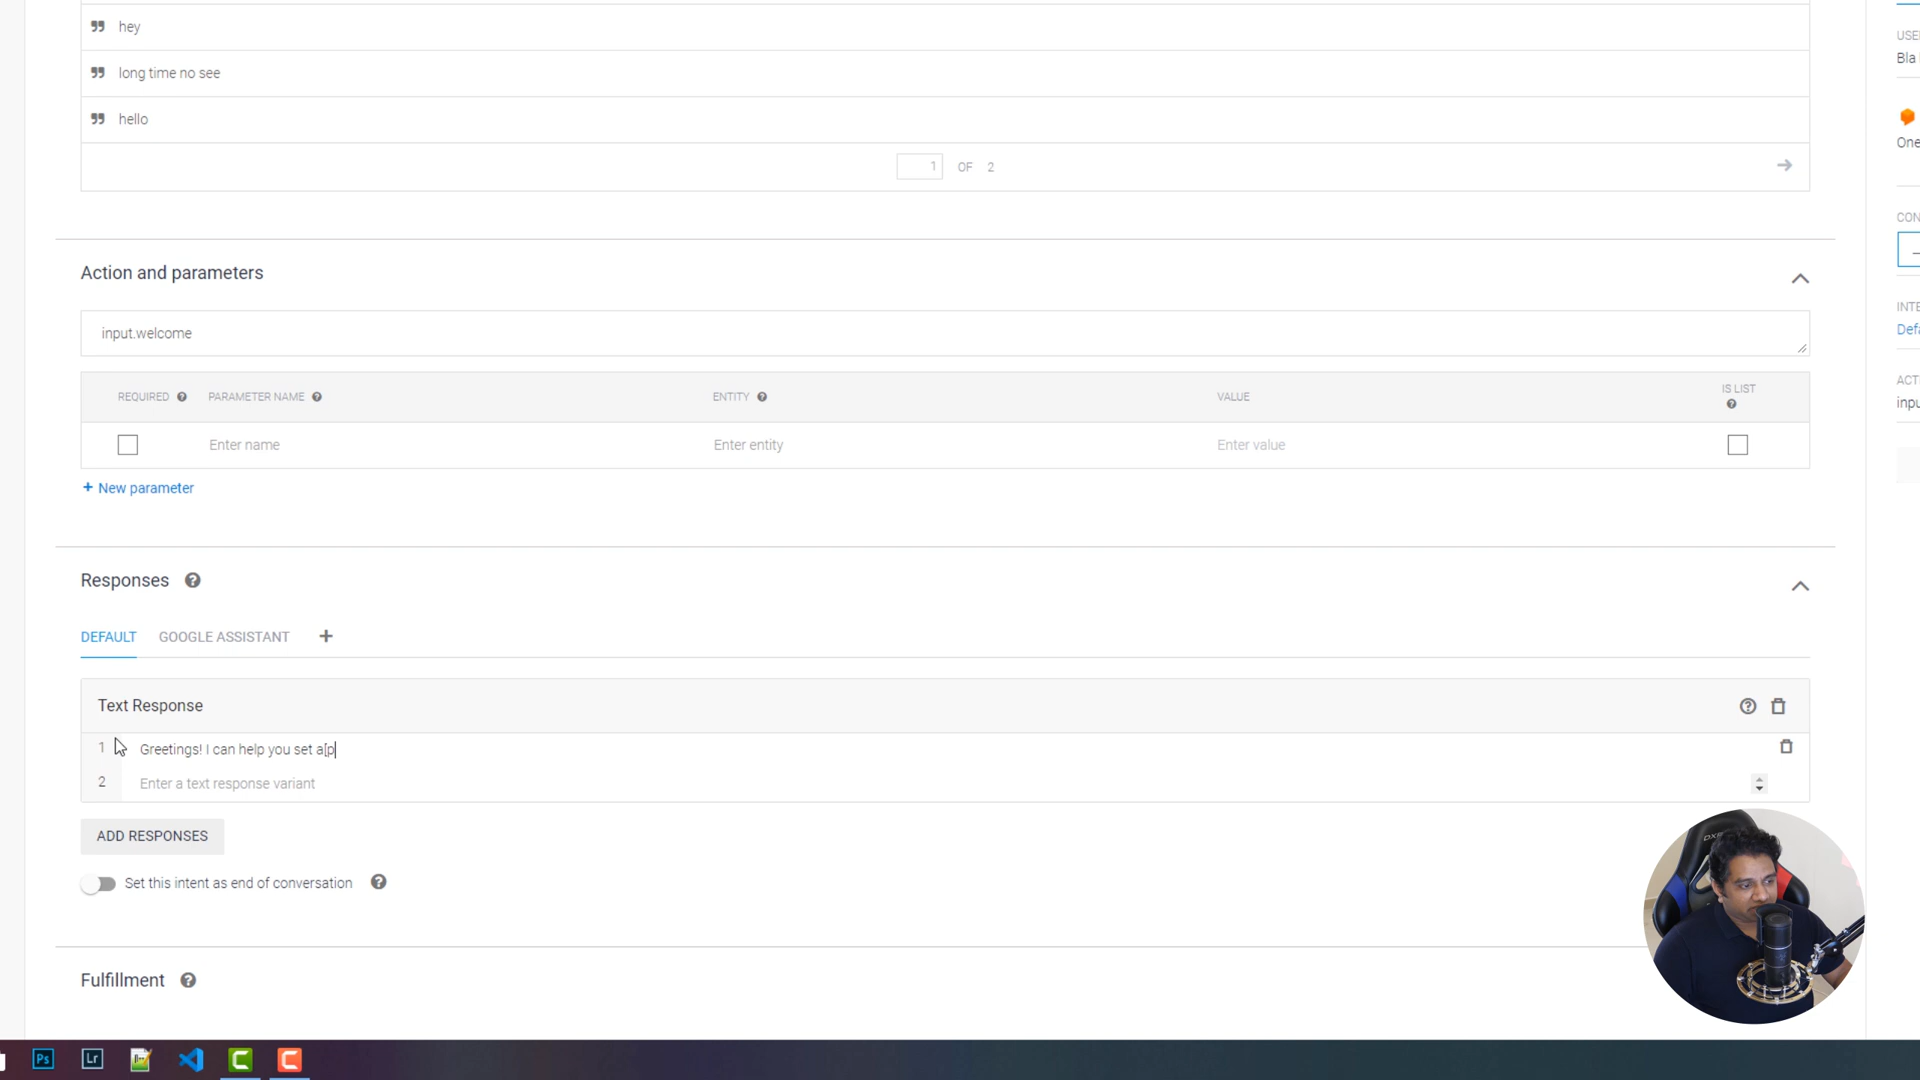 hey
USE
Bla
long time no see
hello
One
1 OF 2
CON
Action and parameters
INTE
Defa
input.welcome
ACTI
inpu
REQUIRED PARAMETER NAME ENTITY VALUE IS LIST
Enter name Enter entity Enter value
+ New parameter
Responses
DEFAULT GOOGLE ASSISTANT +
Text Response
1 Greetings! I can help you set a[p
2 Enter a text response variant
ADD RESPONSES
Set this intent as end of conversation
Fulfillment
Ps Lr